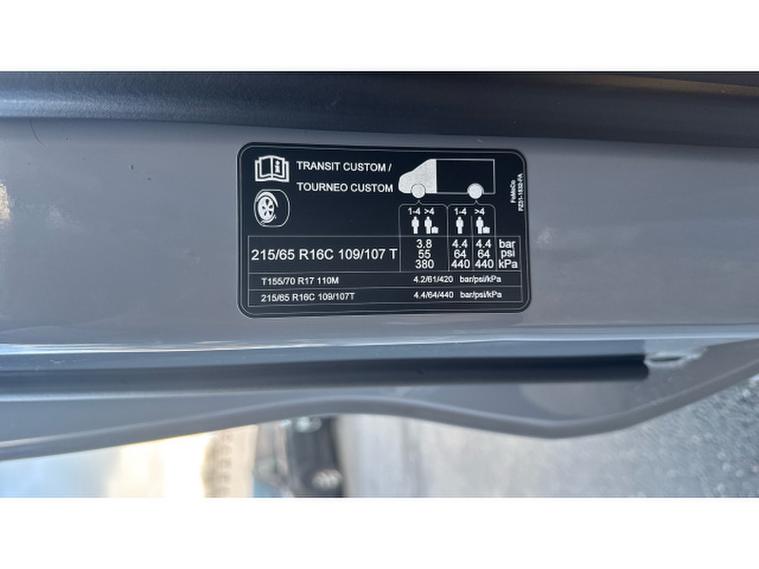 TRANSIT CUSTOM /
TOURNEO CUSTOM
1-4 >4 1-4 >4
215/65 R16C 109/107 T
3.8 4.4 4.4 bar
55 64 64 psi
380 440 440 kPa
T155/70 R17 110M 4.2/61/420 bar/psi/kPa
215/65 R16C 109/107T 4.4/64/440 bar/psi/kPa
FoMoCo